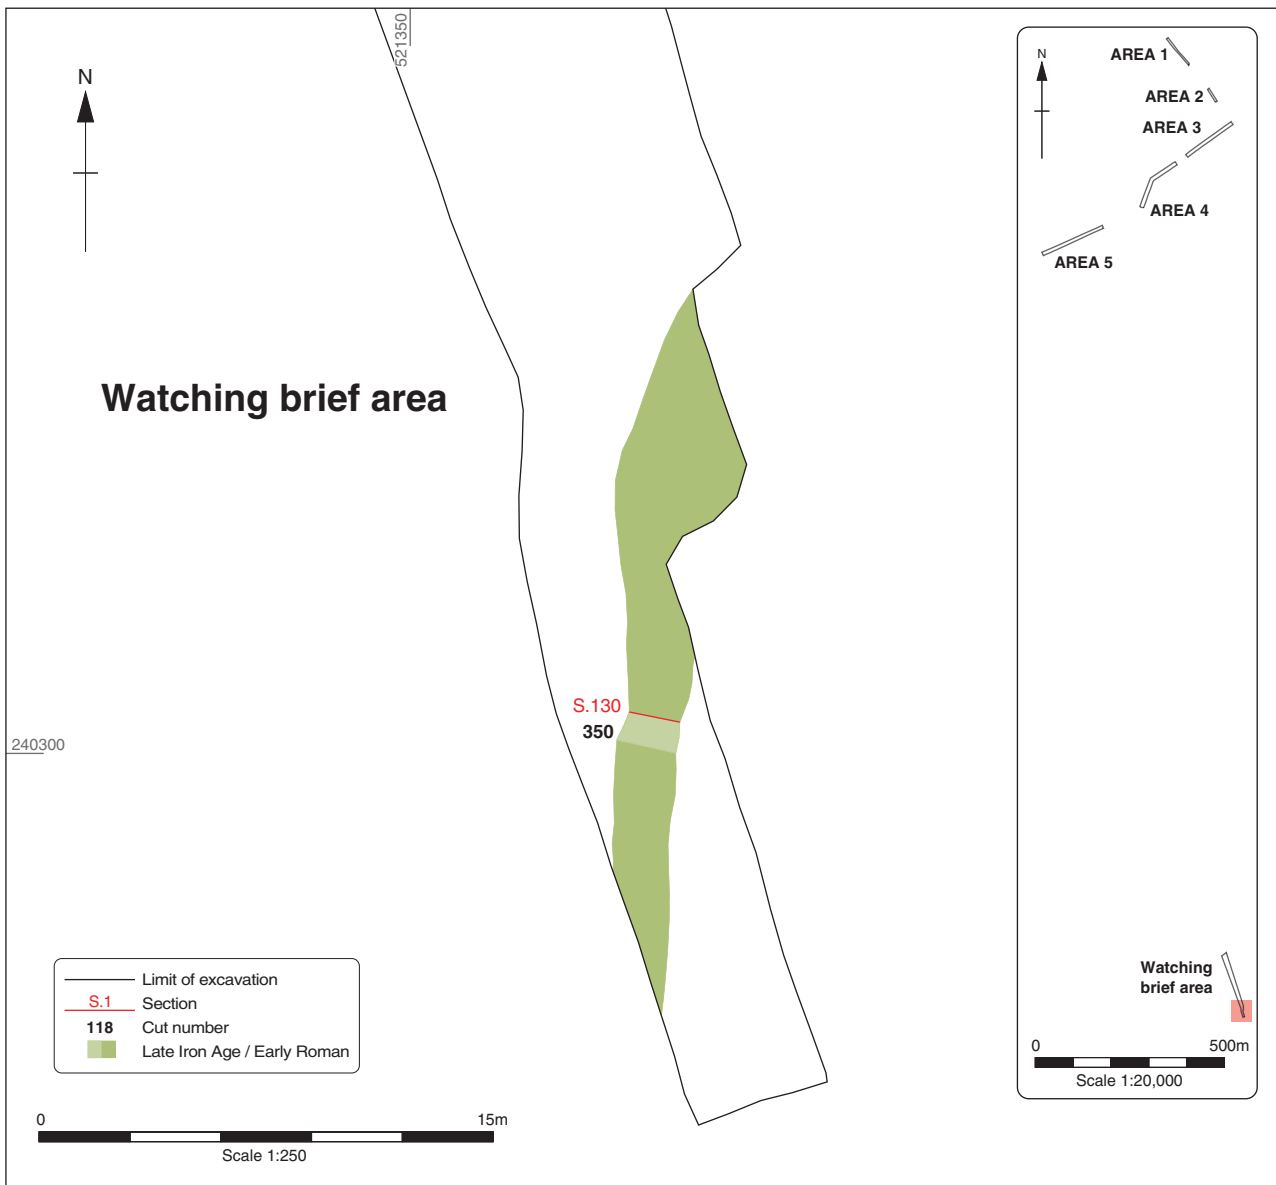 521350
N
Watching brief area
S.130
350
240300
S.1
Limit of excavation
Section
118
Cut number
Late Iron Age / Early Roman
0
15m
Scale 1:250
N
AREA 1
AREA 2
AREA 3
AREA 4
AREA 5
Watching
brief area
0
500m
Scale 1:20,000